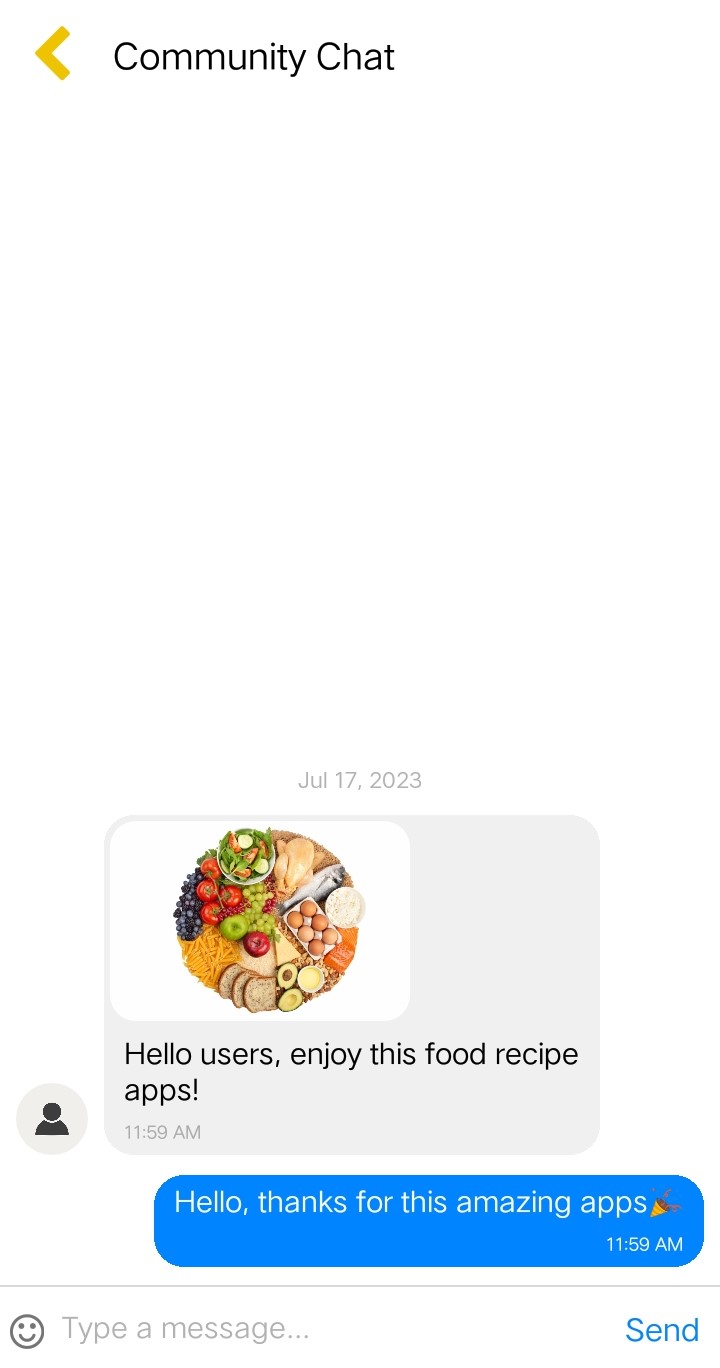 Community Chat
Jul 17, 2023
Hello users, enjoy this food recipe
apps!
11:59 AM
Hello, thanks for this amazing apps🎉
11:59 AM
Type a message...
Send